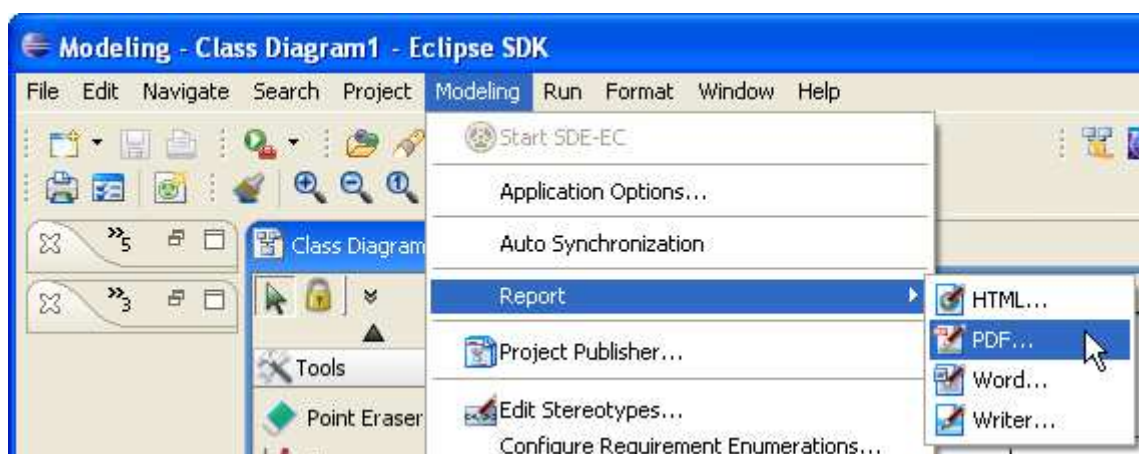 Modeling - Class Diagram1 - Eclipse SDK
File Edit Navigate Search Project Modeling Run Format Window Help
Start SDE-EC
Application Options...
»5
Class Diagram
Auto Synchronization
»3
Report
HTML...
PDF...
Project Publisher...
Tools
Word...
Point Eraser
Edit Stereotypes...
Writer...
Configure Requirement Enumerations...